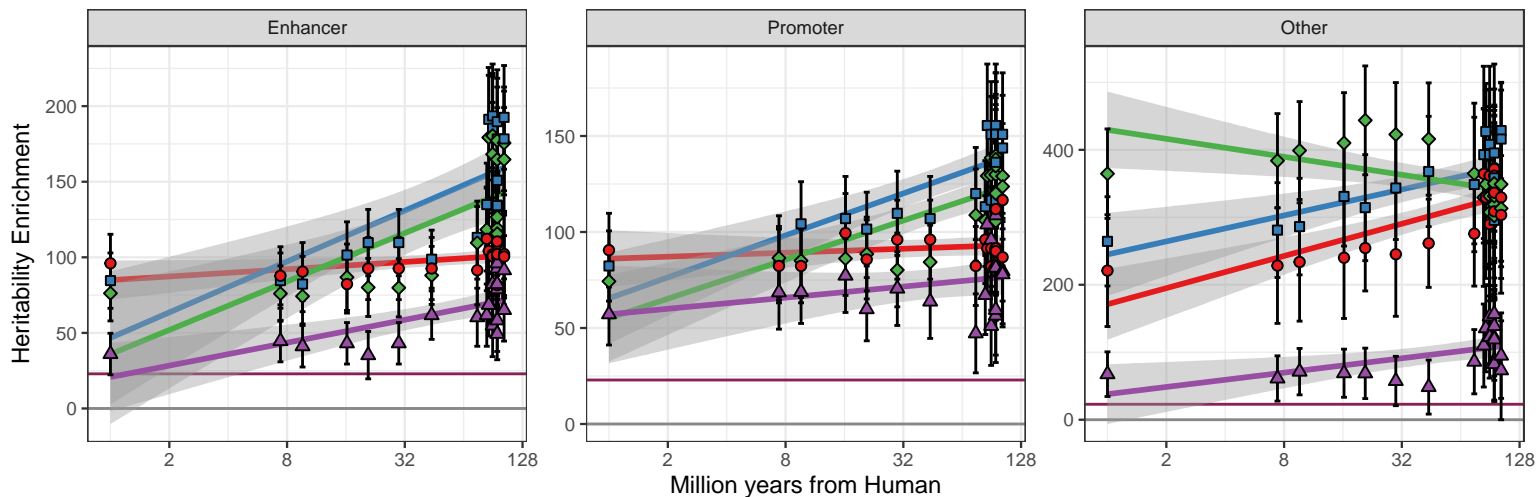 Enhancer Promoter Other
Heritability Enrichment
200
150
100
50
0
2 8 32 128
150
100
50
0
2 8 32 128
400
200
0
2 8 32 128
Million years from Human